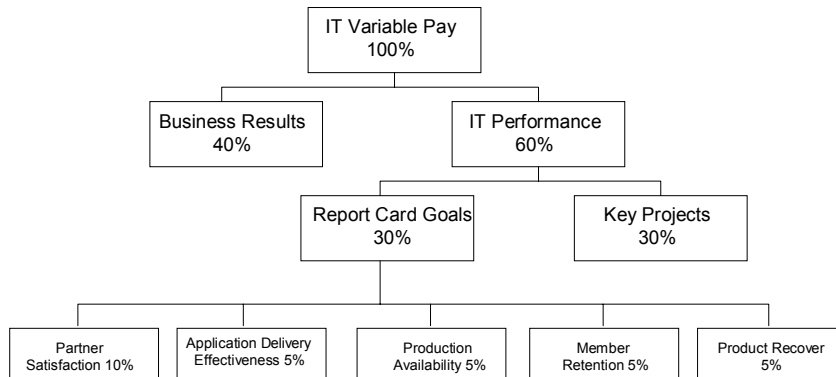 IT Variable Pay
100%
Business Results
40%
IT Performance
60%
Report Card Goals
30%
Key Projects
30%
Partner
Satisfaction 10%
Application Delivery
Effectiveness 5%
Production
Availability 5%
Member
Retention 5%
Product Recover
5%